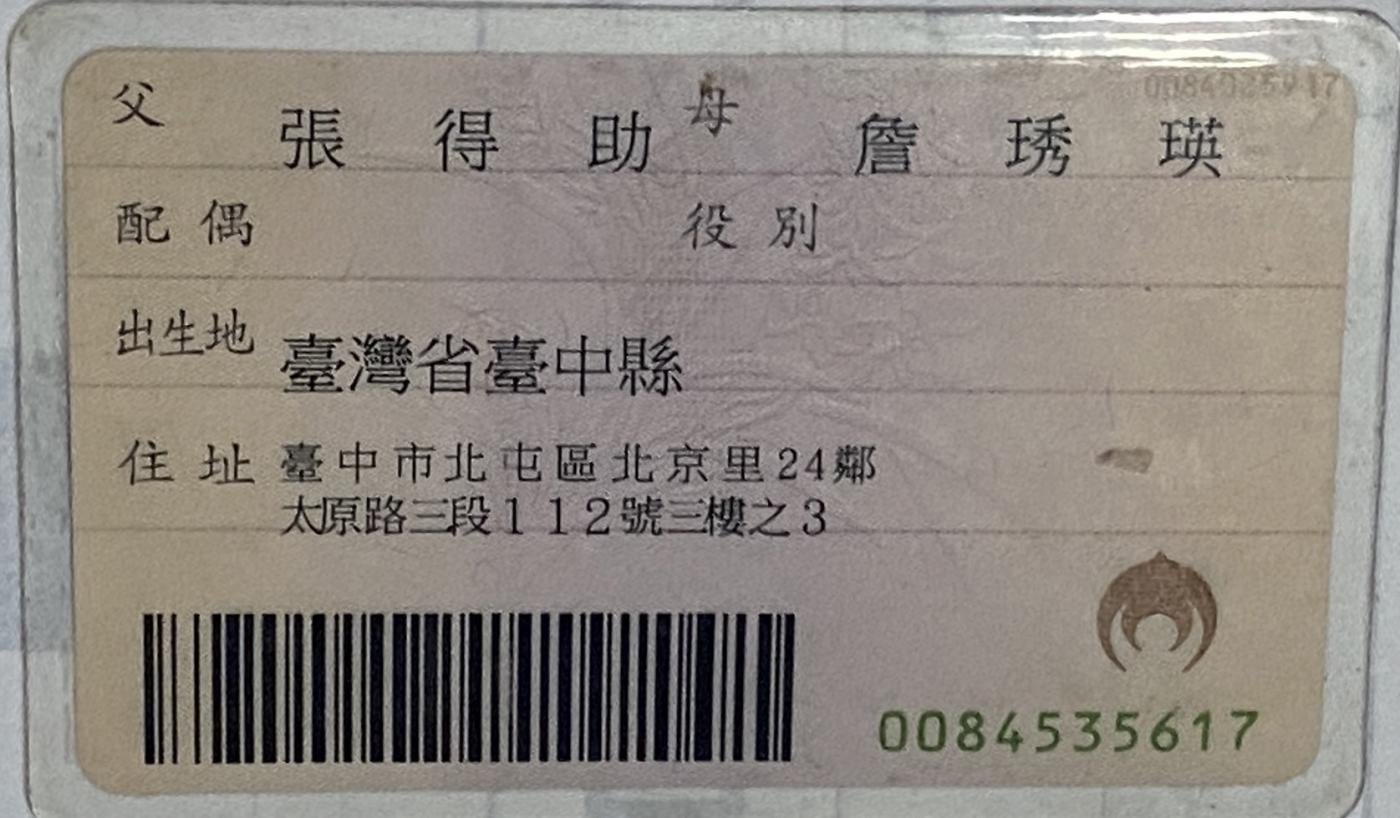 父 張得助 母 詹琇瑛
配偶 役別
出生地 臺灣省臺中縣
住址 臺中市北屯區北京里24鄰
太原路三段112號三樓之3
0084535617